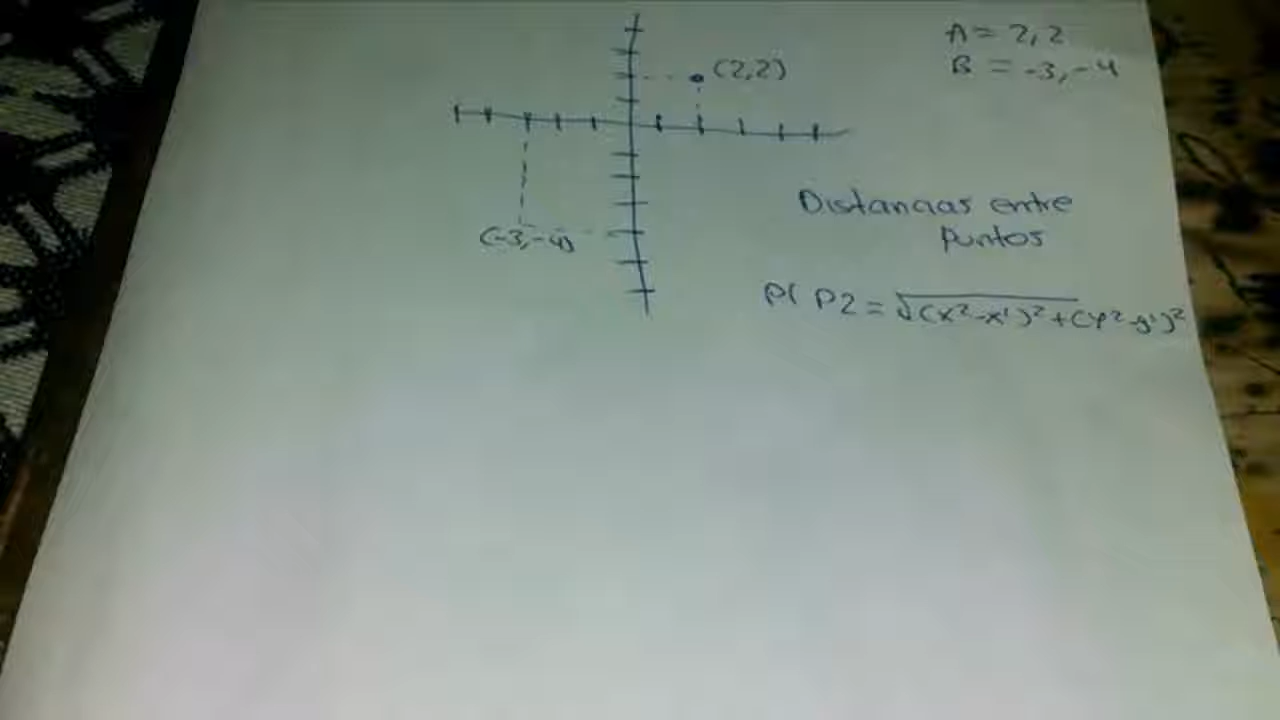 A = 2,2
B = -3,-4
(2,2)
(-3,-4)
Distancias entre
puntos
P1 P2 = √(x²-x¹)²+(y²-y¹)²